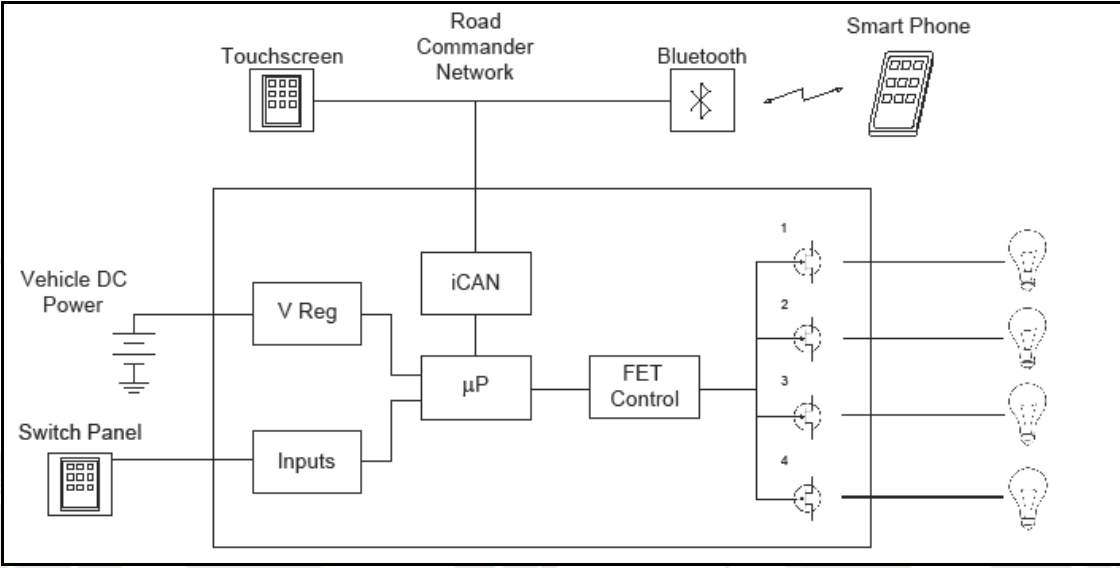 Road
Commander
Network
Smart Phone
Touchscreen
Bluetooth
1
Vehicle DC
Power
iCAN
V Reg
2
FET
Control
µP
3
Switch Panel
Inputs
4